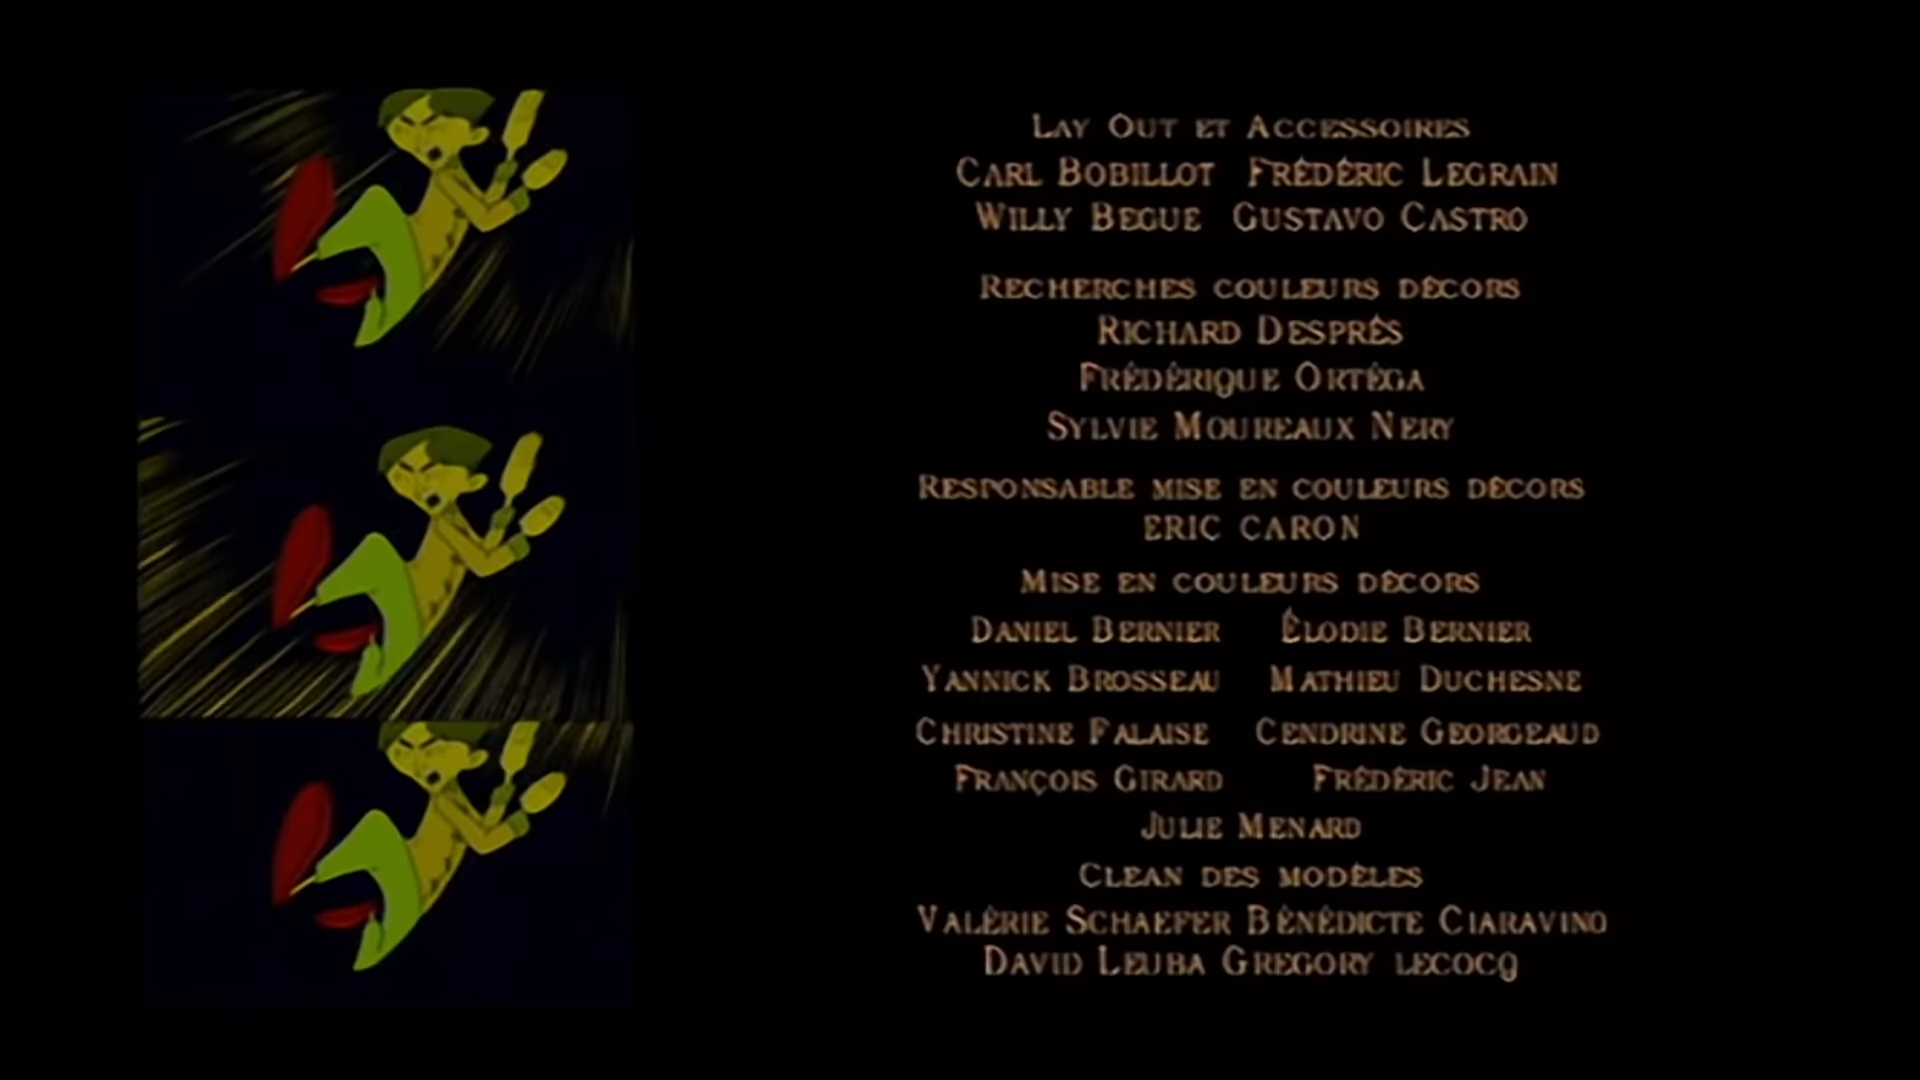 Lay Out et Accessoires
Carl Bobillot Frédéric Legrain
Willy Begue Gustavo Castro
Recherches couleurs décors
Richard Després
Frédérique Ortéga
Sylvie Moureaux Nery
Responsable mise en couleurs décors
Eric Caron
Mise en couleurs décors
Daniel Bernier Élodie Bernier
Yannick Brosseau Mathieu Duchesne
Christine Falaise Cendrine Georgeaud
François Girard Frédéric Jean
Julie Menard
Clean des modèles
Valérie Schaefer Bénédicte Ciaravino
David Leuba Gregory lecocq